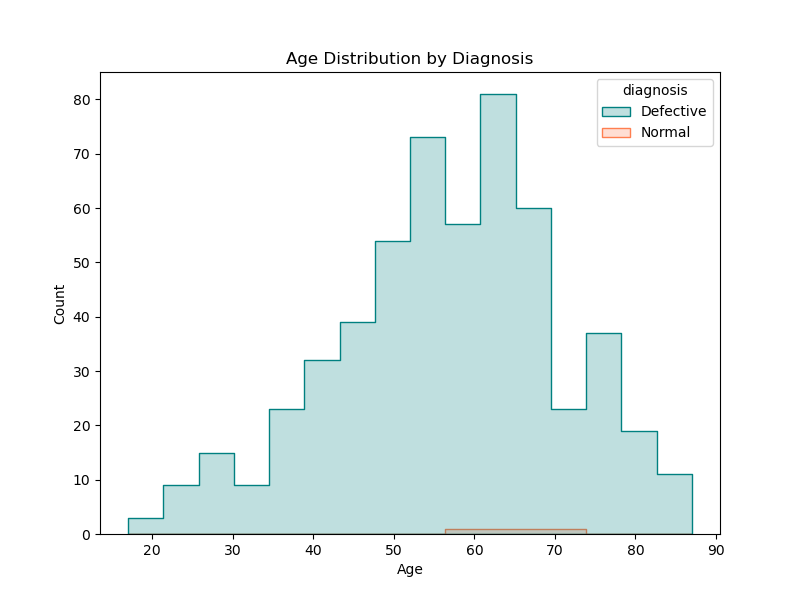 Age Distribution by Diagnosis
diagnosis
Defective
Normal
80
70
60
50
40
30
20
10
0
Count
20 30 40 50 60 70 80 90
Age